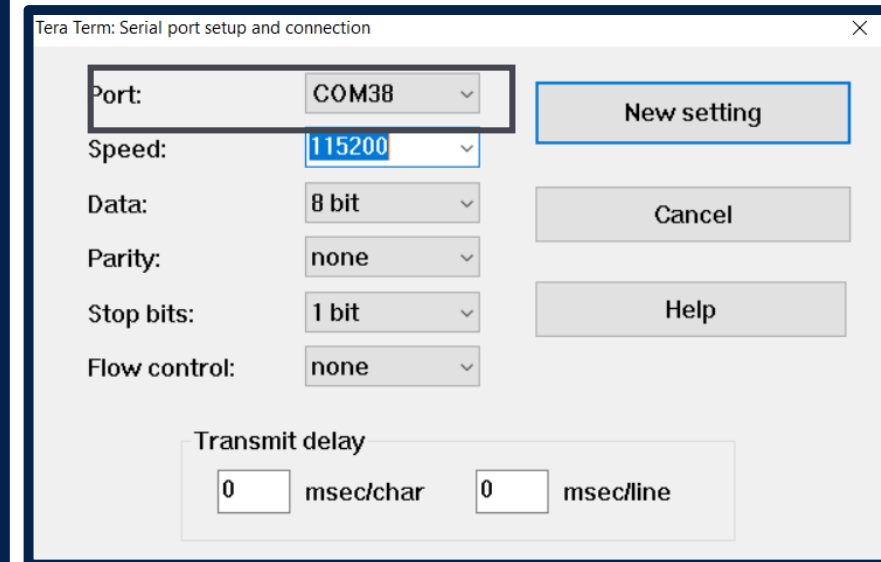 Tera Term: Serial port setup and connection
Port: COM38
New setting
Speed: 115200
Data: 8 bit
Cancel
Parity: none
Stop bits: 1 bit
Help
Flow control: none
Transmit delay
0 msec/char 0 msec/line